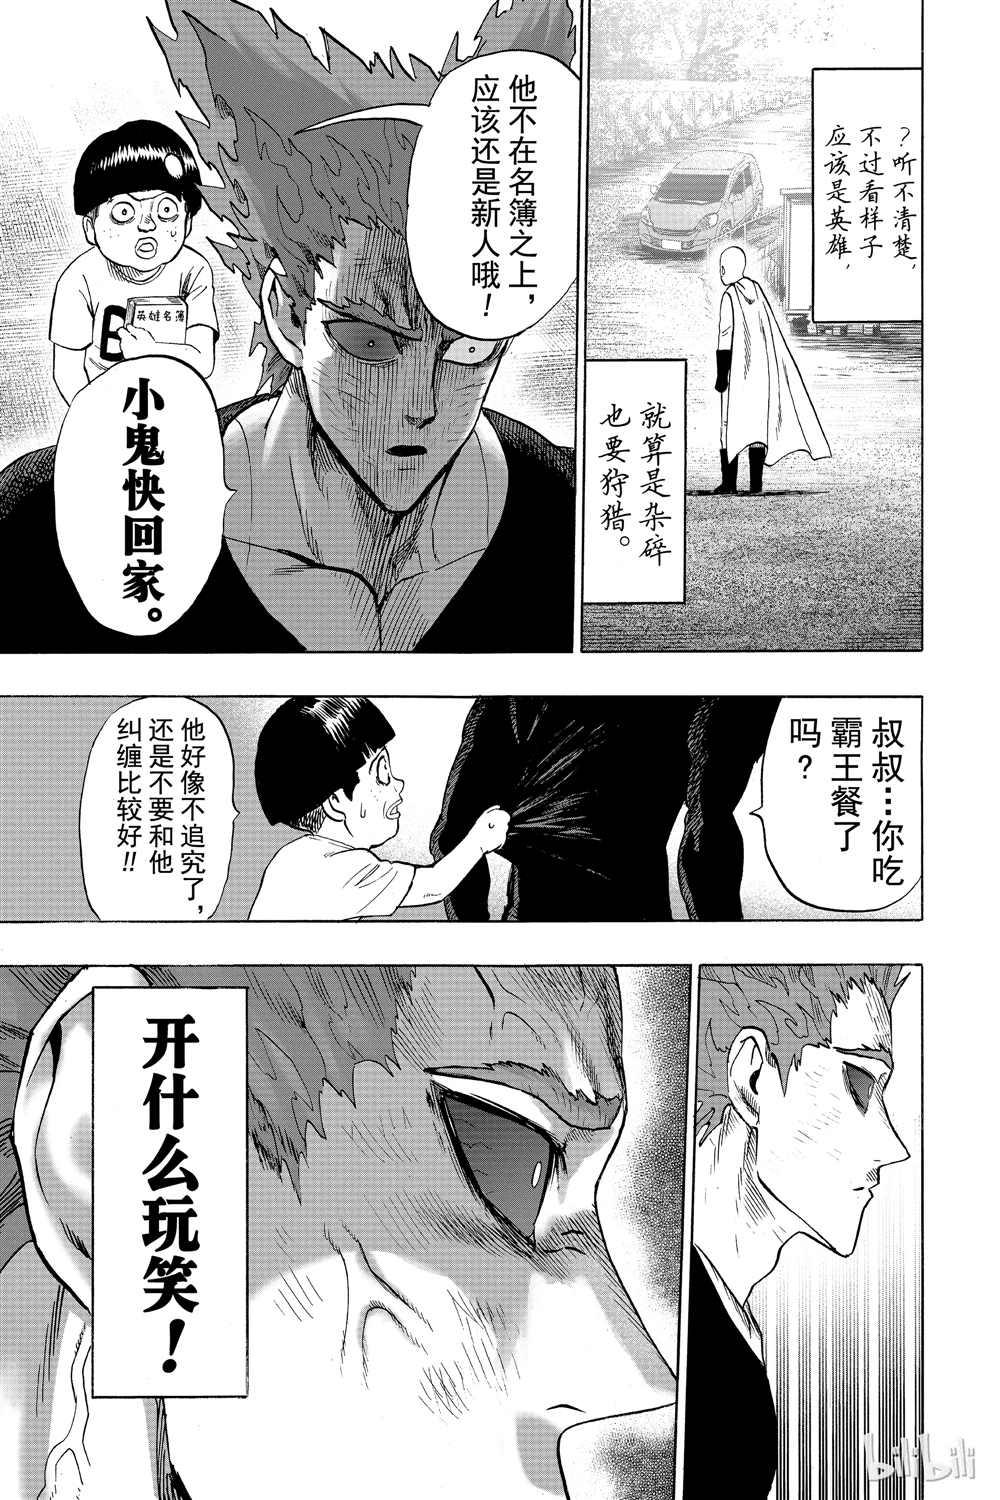 ？听不清楚，
不过看样子
应该是英雄，
就算是杂碎
也要狩猎。
他不在名簿之上，
应该还是新人哦！
英雄名簿
B
小鬼快回家。
叔叔…你吃
霸王餐了
吗？
他好像不追究了，
还是不要和他
纠缠比较好!!
开什么玩笑！
bilibili